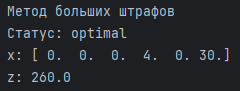 Метод больших штрафов
Статус: optimal
x: [ 0.  0.  0.  4.  0. 30.]
z: 260.0